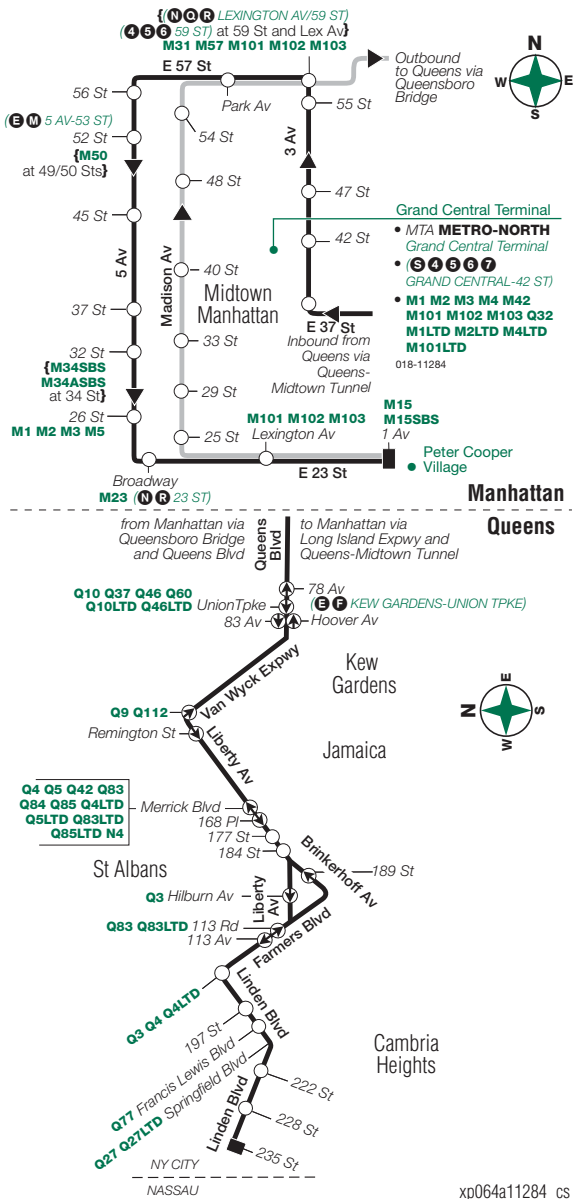 {(N Q R LEXINGTON AV/59 ST)
(4 5 6 59 ST) at 59 St and Lex Av}
M31 M57 M101 M102 M103
E 57 St
Outbound
to Queens via
Queensboro
Bridge
N
W E
S
56 St
Park Av
55 St
(E M 5 AV-53 ST)
52 St
54 St
{M50
at 49/50 Sts}
3 Av
48 St
47 St
45 St
Grand Central Terminal
• MTA METRO-NORTH
Grand Central Terminal
• (S 4 5 6 7
GRAND CENTRAL-42 ST)
• M1 M2 M3 M4 M42
M101 M102 M103 Q32
M1LTD M2LTD M4LTD
M101LTD
018-11284
42 St
5 Av
Madison Av
40 St
Midtown
Manhattan
37 St
E 37 St
Inbound from
Queens via
Queens-
Midtown Tunnel
33 St
32 St
{M34SBS
M34ASBS
at 34 St}
29 St
26 St
M1 M2 M3 M5
25 St
M101 M102 M103
Lexington Av
M15
M15SBS
1 Av
E 23 St
Peter Cooper
Village
Broadway
M23 (N R 23 ST)
Manhattan
Queens
from Manhattan via
Queensboro Bridge
and Queens Blvd
Queens
Blvd
to Manhattan via
Long Island Expwy and
Queens-Midtown Tunnel
78 Av
Q10 Q37 Q46 Q60
Q10LTD Q46LTD UnionTpke
(E F KEW GARDENS-UNION TPKE)
83 Av
Hoover Av
Van Wyck Expwy
Kew
Gardens
E
N S
W
Q9 Q112
Remington St
Liberty Av
Jamaica
Q4 Q5 Q42 Q83
Q84 Q85 Q4LTD
Q5LTD Q83LTD
Q85LTD N4
Merrick Blvd
168 Pl
177 St
184 St
St Albans
Brinkerhoff Av
189 St
Q3 Hilburn Av
Liberty
Av
Q83 Q83LTD 113 Rd
113 Av
Farmers Blvd
Q3 Q4 Q4LTD
Linden Blvd
197 St
Q77 Francis Lewis Blvd
Q27 Q27LTD Springfield Blvd
Cambria
Heights
222 St
228 St
Linden Blvd
235 St
NY CITY
NASSAU
xp064a11284 cs